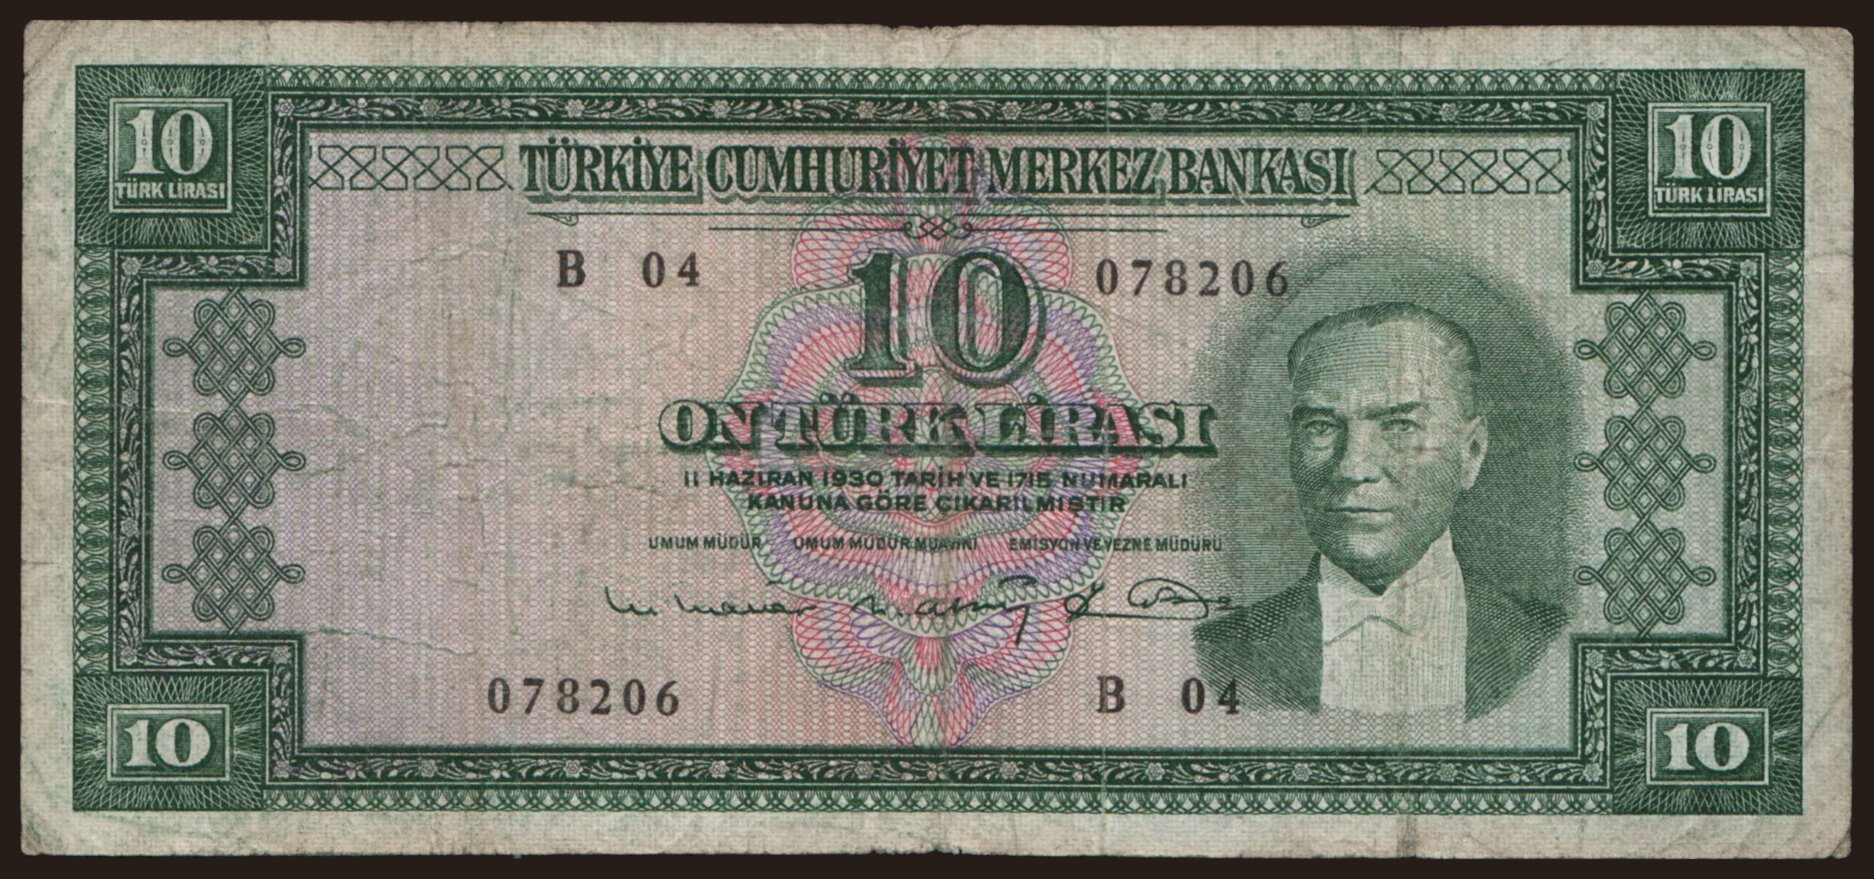 10
TÜRK LİRASI
TÜRKİYE CUMHURİYET MERKEZ BANKASI
10
TÜRK LIRASI
B 04
10
078206
ON TÜRK LİRASI
11 HAZİRAN 1930 TARİH VE 1715 NUMARALI
KANUNA GÖRE ÇIKARILMIŞTIR
UMUM MÜDÜR UMUM MÜDÜR MUAVİNİ EMİSYON VE VEZNE MÜDÜRÜ
078206
B 04
10
10